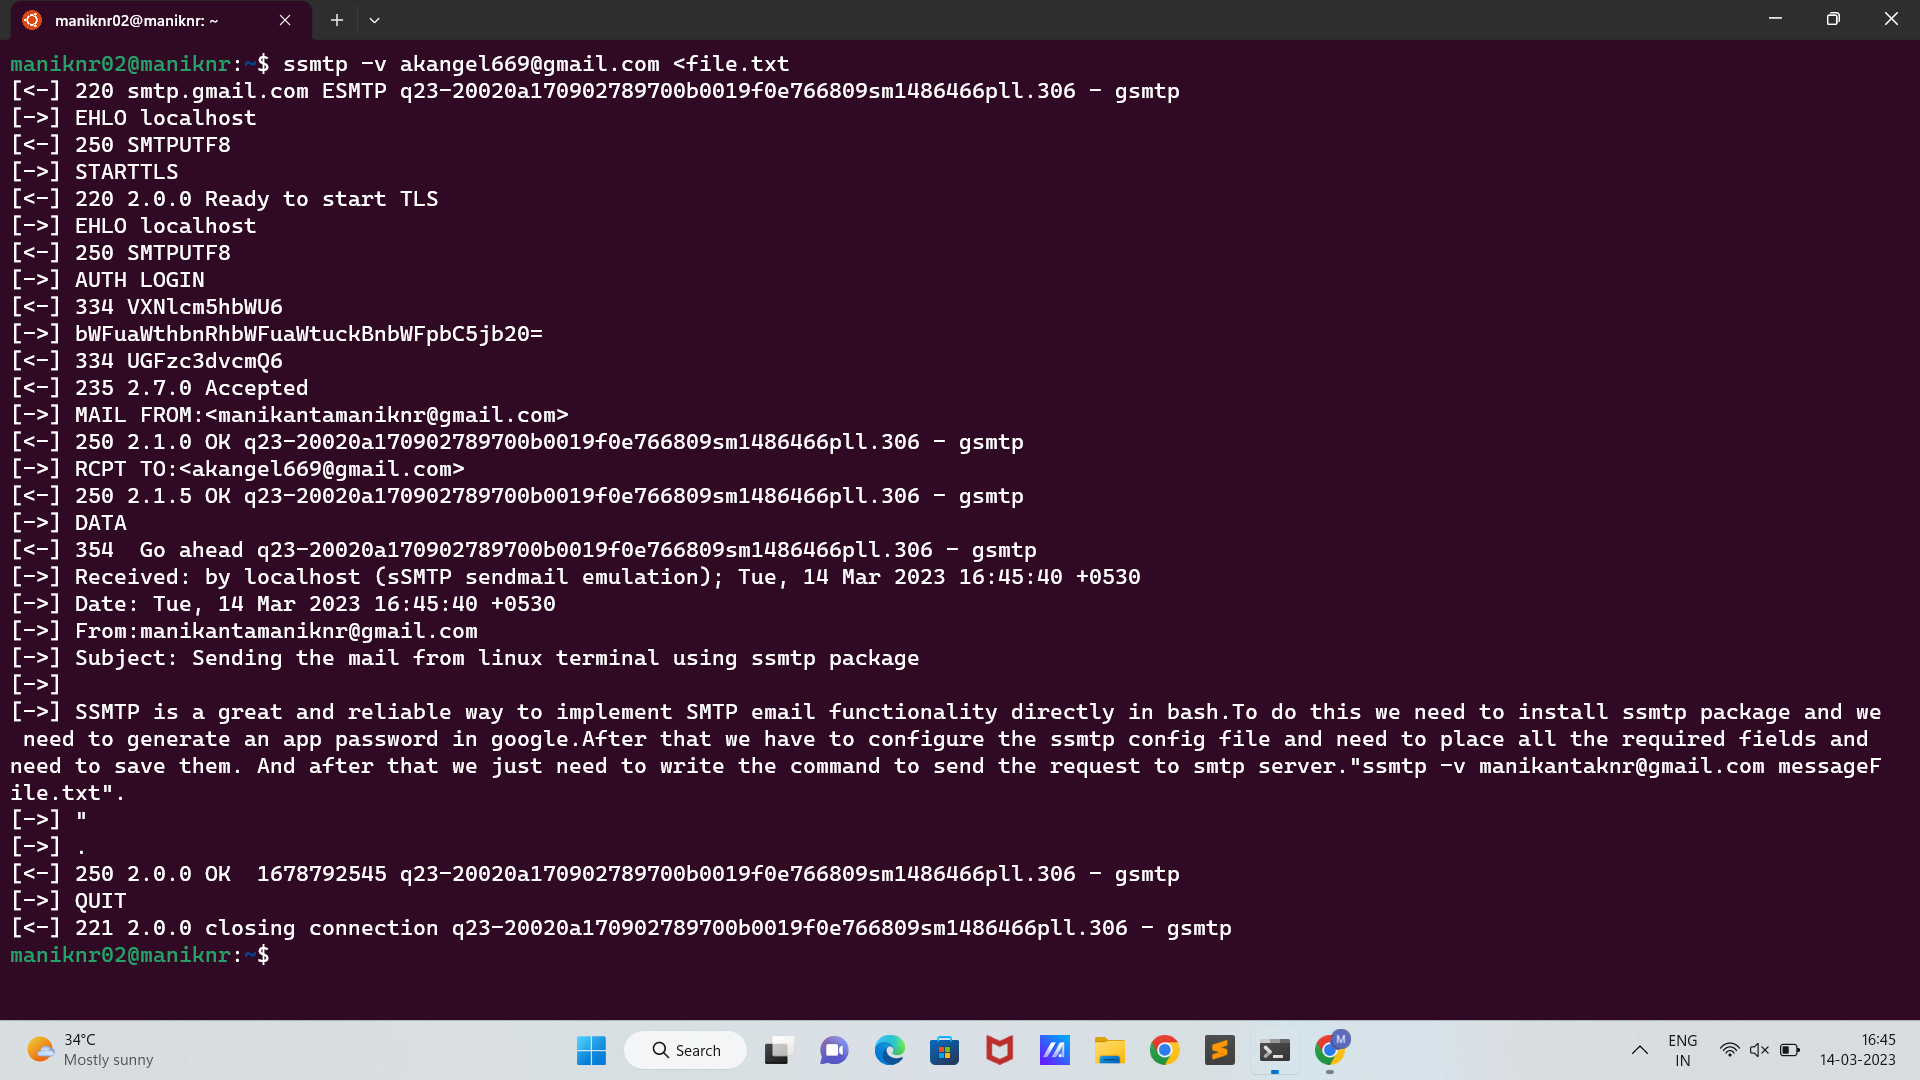 maniknr02@maniknr: ~
maniknr02@maniknr:~$ ssmtp -v akangel669@gmail.com <file.txt
[<-] 220 smtp.gmail.com ESMTP q23-20020a170902789700b0019f0e766809sm1486466pll.306 - gsmtp
[->] EHLO localhost
[<-] 250 SMTPUTF8
[->] STARTTLS
[<-] 220 2.0.0 Ready to start TLS
[->] EHLO localhost
[<-] 250 SMTPUTF8
[->] AUTH LOGIN
[<-] 334 VXNlcm5hbWU6
[->] bWFuaWthbnRhbWFuaWtuckBnbWFpbC5jb20=
[<-] 334 UGFzc3dvcmQ6
[<-] 235 2.7.0 Accepted
[->] MAIL FROM:<manikantamaniknr@gmail.com>
[<-] 250 2.1.0 OK q23-20020a170902789700b0019f0e766809sm1486466pll.306 - gsmtp
[->] RCPT TO:<akangel669@gmail.com>
[<-] 250 2.1.5 OK q23-20020a170902789700b0019f0e766809sm1486466pll.306 - gsmtp
[->] DATA
[<-] 354  Go ahead q23-20020a170902789700b0019f0e766809sm1486466pll.306 - gsmtp
[->] Received: by localhost (sSMTP sendmail emulation); Tue, 14 Mar 2023 16:45:40 +0530
[->] Date: Tue, 14 Mar 2023 16:45:40 +0530
[->] From:manikantamaniknr@gmail.com
[->] Subject: Sending the mail from linux terminal using ssmtp package
[->]
[->] SSMTP is a great and reliable way to implement SMTP email functionality directly in bash.To do this we need to install ssmtp package and we
 need to generate an app password in google.After that we have to configure the ssmtp config file and need to place all the required fields and
need to save them. And after that we just need to write the command to send the request to smtp server."ssmtp -v manikantaknr@gmail.com messageF
ile.txt".
[->] "
[->] .
[<-] 250 2.0.0 OK  1678792545 q23-20020a170902789700b0019f0e766809sm1486466pll.306 - gsmtp
[->] QUIT
[<-] 221 2.0.0 closing connection q23-20020a170902789700b0019f0e766809sm1486466pll.306 - gsmtp
maniknr02@maniknr:~$
34°C
Mostly sunny
Search
M
ENG
IN
16:45
14-03-2023